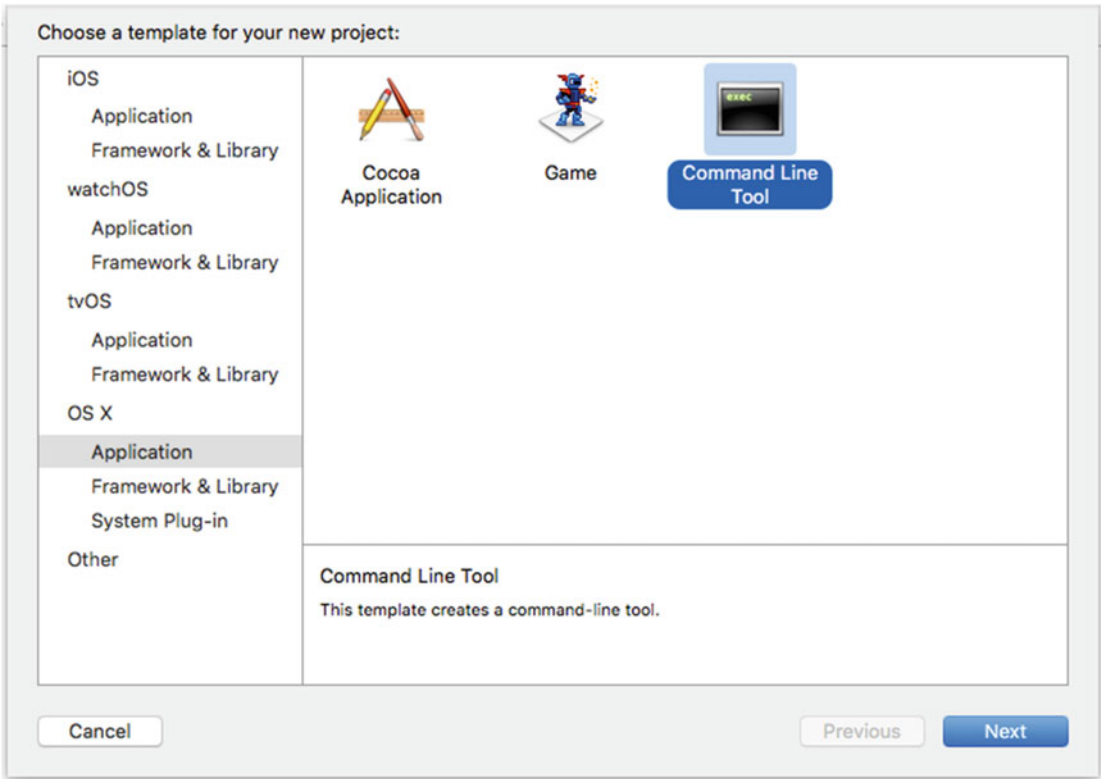 Choose a template for your new project:
iOS
Application
Framework & Library
watchOS
Application
Framework & Library
tvOS
Application
Framework & Library
OS X
Application
Framework & Library
System Plug-in
Other
Cocoa
Application
Game
exec
Command Line
Tool
Command Line Tool
This template creates a command-line tool.
Cancel
Previous
Next